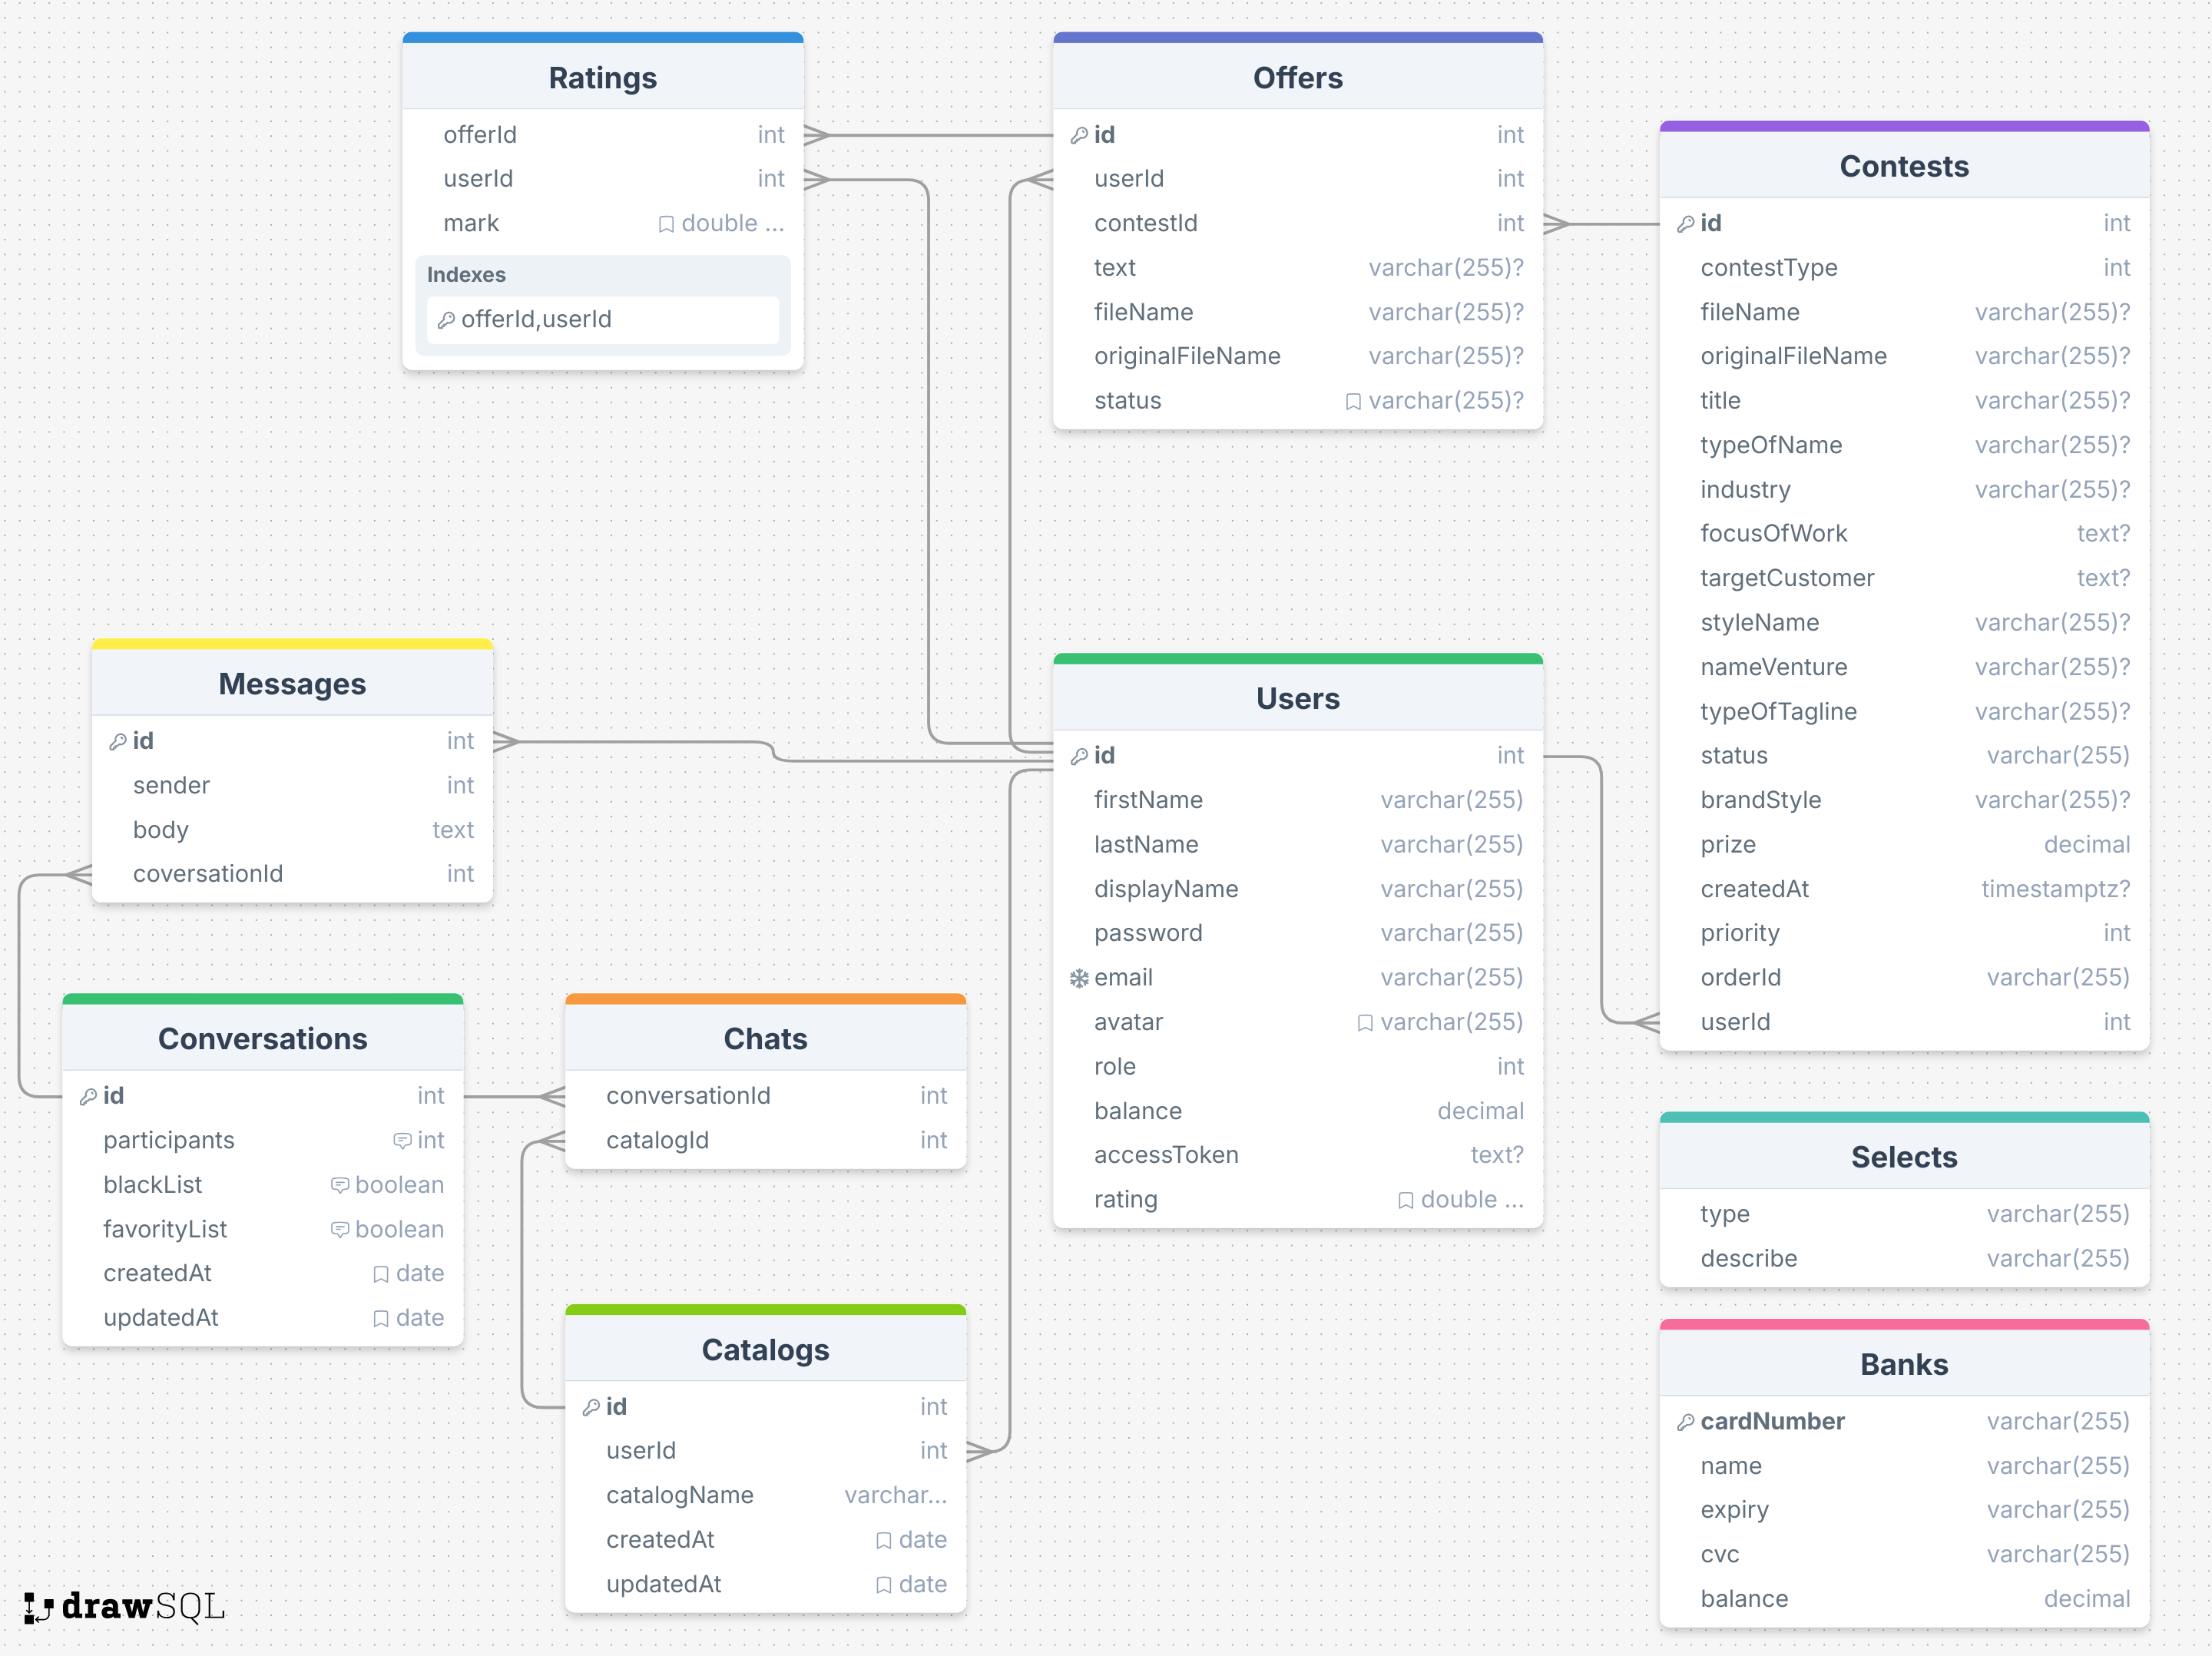 Ratings
offerId int
userId int
mark double ...
Indexes
offerId,userId
Offers
id int
userId int
contestId int
text varchar(255)?
fileName varchar(255)?
originalFileName varchar(255)?
status varchar(255)?
Contests
id int
contestType int
fileName varchar(255)?
originalFileName varchar(255)?
title varchar(255)?
typeOfName varchar(255)?
industry varchar(255)?
focusOfWork text?
targetCustomer text?
styleName varchar(255)?
nameVenture varchar(255)?
typeOfTagline varchar(255)?
status varchar(255)
brandStyle varchar(255)?
prize decimal
createdAt timestamptz?
priority int
orderId varchar(255)
userId int
Messages
id int
sender int
body text
coversationId int
Users
id int
firstName varchar(255)
lastName varchar(255)
displayName varchar(255)
password varchar(255)
email varchar(255)
avatar varchar(255)
role int
balance decimal
accessToken text?
rating double ...
Conversations
id int
participants int
blackList boolean
favorityList boolean
createdAt date
updatedAt date
Chats
conversationId int
catalogId int
Catalogs
id int
userId int
catalogName varchar...
createdAt date
updatedAt date
Selects
type varchar(255)
describe varchar(255)
Banks
cardNumber varchar(255)
name varchar(255)
expiry varchar(255)
cvc varchar(255)
balance decimal
drawSQL